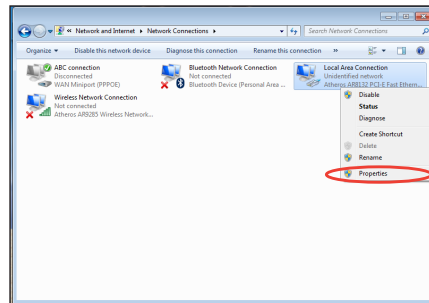 « Network and Internet ▸ Network Connections ▸
Search Network Connections
Organize ▾ Disable this network device Diagnose this connection Rename this connection »
ABC connection
Disconnected
WAN Miniport (PPPOE)
Bluetooth Network Connection
Not connected
Bluetooth Device (Personal Area ...
Local Area Connection
Unidentified network
Atheros AR8132 PCI-E Fast Ethern...
Wireless Network Connection
Not connected
Atheros AR9285 Wireless Network...
Disable
Status
Diagnose
Create Shortcut
Delete
Rename
Properties